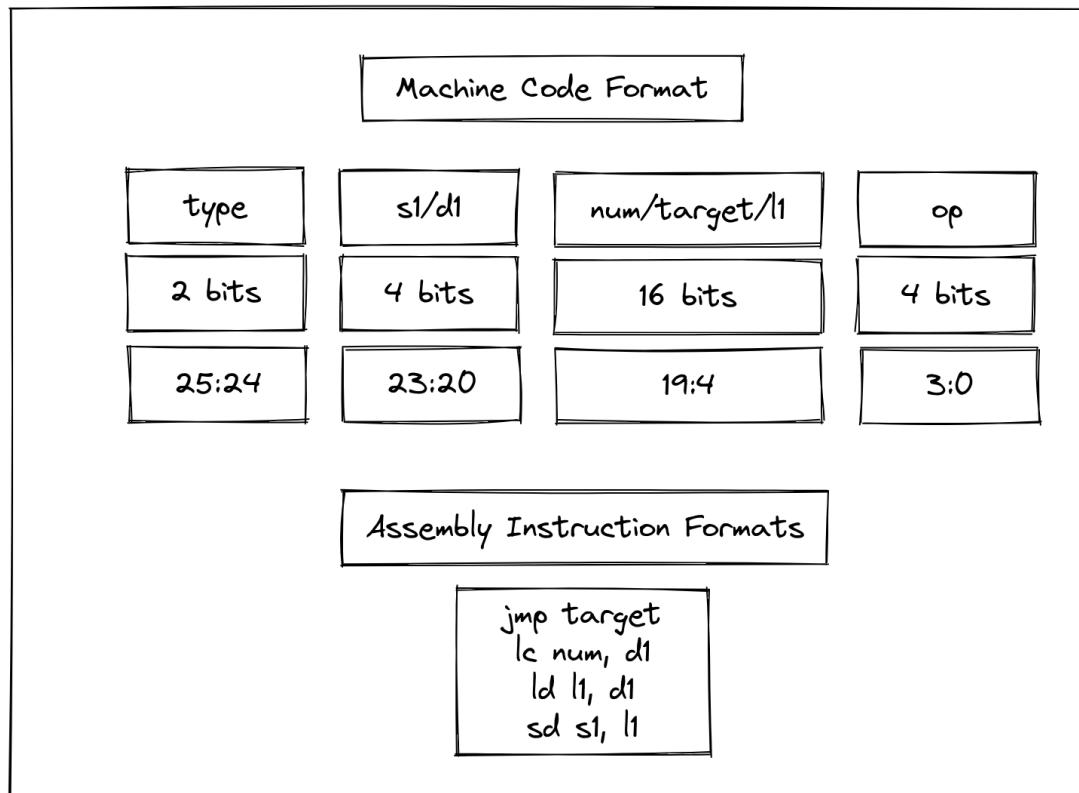 Machine Code Format
type s1/d1 num/target/l1 op
2 bits 4 bits 16 bits 4 bits
25:24 23:20 19:4 3:0
Assembly Instruction Formats
jmp target
lc num, d1
ld l1, d1
sd s1, l1